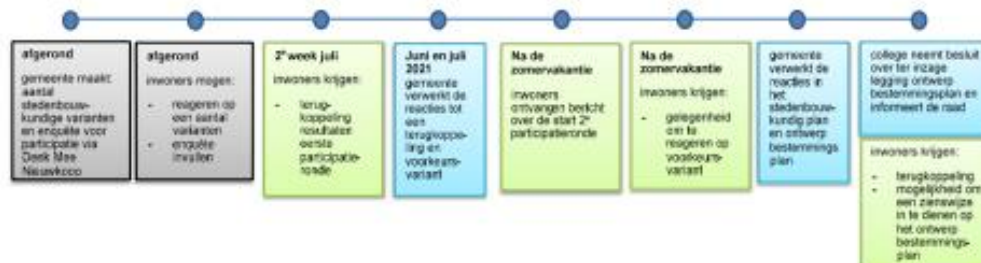 afgerond
gemeente maakt
aantal
stedenbouw-
kundige varianten
en enquête voor
participatie via
Denk Mee
Nieuwkoop
afgerond
inwoners mogen:
- reageren op
een aantal
varianten
- enquête
invullen
2e week juli
inwoners krijgen:
- terug-
koppeling
resultaten
eerste
participatie-
ronde
Juni en juli
2021
gemeente
verwerkt de
reacties tot
een
terugkoppe-
ling en
voorkeurs-
variant
Na de
zomervakantie
inwoners
ontvangen bericht
over de start 2e
participatieronde
Na de
zomervakantie
inwoners krijgen:
- gelegenheid
om te
reageren op
voorkeurs-
variant
gemeente
verwerkt de
reacties in
het
stedenbouw-
kundig plan
en ontwerp
bestemmings
plan
college neemt besluit
over ter inzage
legging ontwerp
bestemmingsplan en
informeert de raad
inwoners krijgen:
- terugkoppeling
- mogelijkheid om
een zienswijze
in te dienen op
het ontwerp
bestemmings-
plan